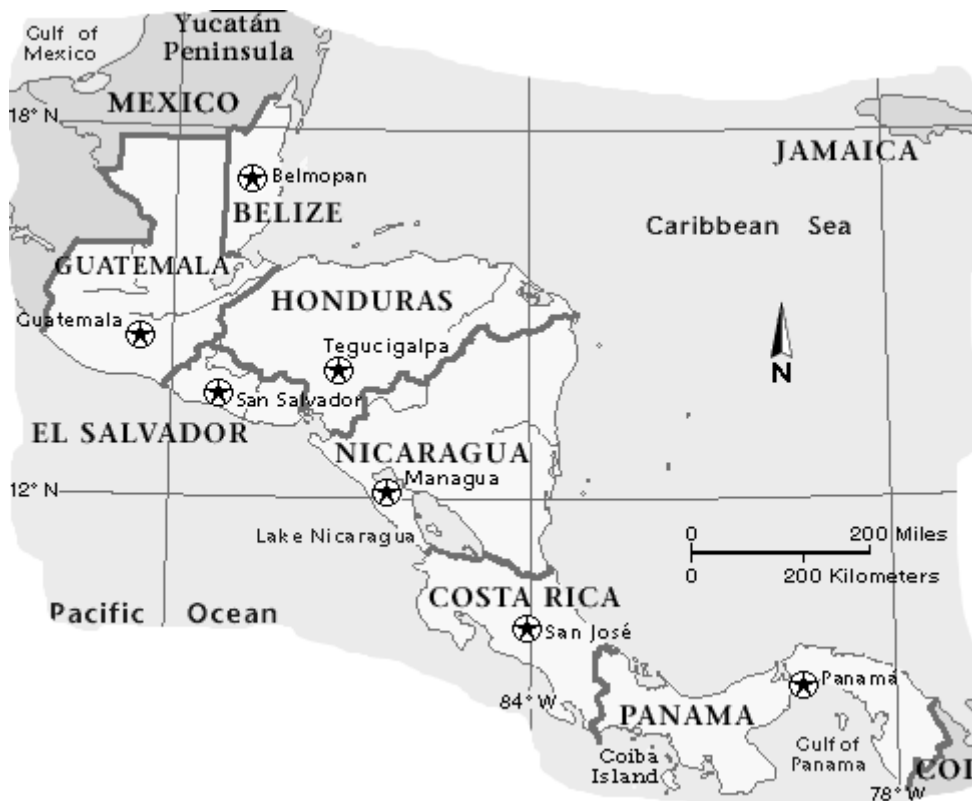 Gulf of
Mexico
Yucatán
Peninsula
MEXICO
18° N
JAMAICA
Belmopan
BELIZE
Caribbean Sea
GUATEMALA
HONDURAS
Guatemala
Tegucigalpa
N
San Salvador
EL SALVADOR
NICARAGUA
Managua
12° N
Lake Nicaragua
0 200 Miles
0 200 Kilometers
COSTA RICA
Pacific Ocean
San José
Panamá
84° W
PANAMA
Coiba
Island
Gulf of
Panama
COL
78° W